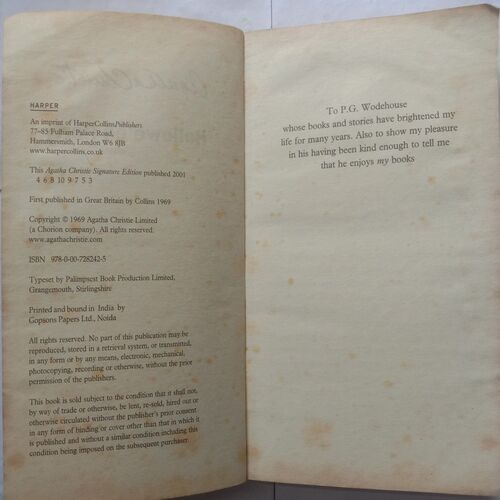 HARPER
An imprint of HarperCollinsPublishers
77–85 Fulham Palace Road,
Hammersmith, London W6 8JB
www.harpercollins.co.uk
This Agatha Christie Signature Edition published 2001
4 6 8 10 9 7 5 3
First published in Great Britain by Collins 1969
Copyright © 1969 Agatha Christie Limited
(a Chorion company). All rights reserved.
www.agathachristie.com
ISBN 978-0-00-728242-5
Typeset by Palimpsest Book Production Limited,
Grangemouth, Stirlingshire
Printed and bound in India by
Gopsons Papers Ltd., Noida
All rights reserved. No part of this publication may be
reproduced, stored in a retrieval system, or transmitted,
in any form or by any means, electronic, mechanical,
photocopying, recording or otherwise, without the prior
permission of the publishers.
This book is sold subject to the condition that it shall not,
by way of trade or otherwise, be lent, re-sold, hired out or
otherwise circulated without the publisher's prior consent
in any form of binding or cover other than that in which it
is published and without a similar condition including this
condition being imposed on the subsequent purchaser.
To P.G. Wodehouse
whose books and stories have brightened my
life for many years. Also to show my pleasure
in his having been kind enough to tell me
that he enjoys my books